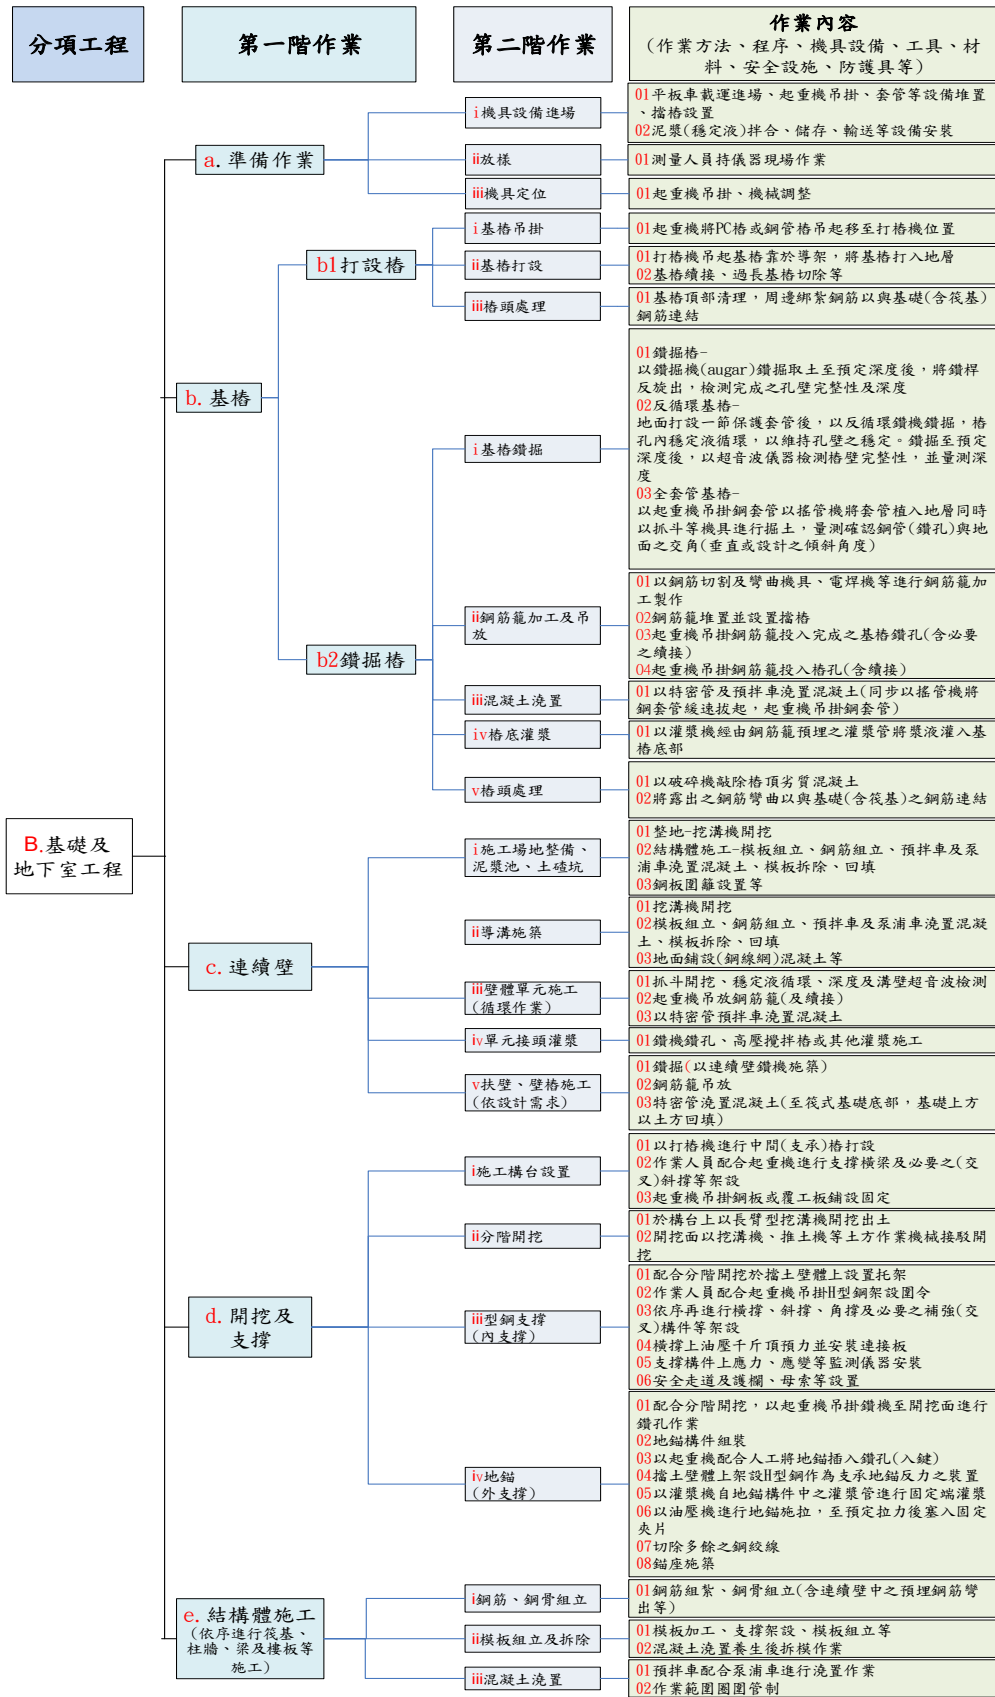 分項工程
第一階作業
第二階作業
作業內容
(作業方法、程序、機具設備、工具、材
料、安全設施、防護具等)
B.基礎及
地下室工程
a. 準備作業
i機具設備進場
01平板車載運進場、起重機吊掛、套管等設備堆置
、擋樁設置
02泥漿(穩定液)拌合、儲存、輸送等設備安裝
ii放樣
01測量人員持儀器現場作業
iii機具定位
01起重機吊掛、機械調整
b. 基樁
b1打設樁
i基樁吊掛
01起重機將PC樁或鋼管樁吊起移至打樁機位置
ii基樁打設
01打樁機吊起基樁靠於導架，將基樁打入地層
02基樁續接、過長基樁切除等
iii樁頭處理
01基樁頂部清理，周邊綁紮鋼筋以與基礎(含筏基)
鋼筋連結
b2鑽掘樁
i基樁鑽掘
01鑽掘樁-
以鑽掘機(augar)鑽掘取土至預定深度後，將鑽桿
反旋出，檢測完成之孔壁完整性及深度
02反循環基樁-
地面打設一節保護套管後，以反循環鑽機鑽掘，樁
孔內穩定液循環，以維持孔壁之穩定。鑽掘至預定
深度後，以超音波儀器檢測樁壁完整性，並量測深
度
03全套管基樁-
以起重機吊掛鋼套管以搖管機將套管植入地層同時
以抓斗等機具進行掘土，量測確認鋼管(鑽孔)與地
面之交角(垂直或設計之傾斜角度)
ii鋼筋籠加工及吊
放
01以鋼筋切割及彎曲機具、電焊機等進行鋼筋籠加
工製作
02鋼筋籠堆置並設置擋樁
03起重機吊掛鋼筋籠投入完成之基樁鑽孔(含必要
之續接)
04起重機吊掛鋼筋籠投入樁孔(含續接)
iii混凝土澆置
01以特密管及預拌車澆置混凝土(同步以搖管機將
鋼套管緩速拔起，起重機吊掛鋼套管)
iv樁底灌漿
01以灌漿機經由鋼筋籠預埋之灌漿管將漿液灌入基
樁底部
v樁頭處理
01以破碎機敲除樁頂劣質混凝土
02將露出之鋼筋彎曲以與基礎(含筏基)之鋼筋連結
c. 連續壁
i施工場地整備、
泥漿池、土碴坑
01整地-挖溝機開挖
02結構體施工-模板組立、鋼筋組立、預拌車及泵
浦車澆置混凝土、模板拆除、回填
03鋼板圍籬設置等
ii導溝施築
01挖溝機開挖
02模板組立、鋼筋組立、預拌車及泵浦車澆置混凝
土、模板拆除、回填
03地面鋪設(鋼線網)混凝土等
iii壁體單元施工
(循環作業)
01抓斗開挖、穩定液循環、深度及溝壁超音波檢測
02起重機吊放鋼筋籠(及續接)
03以特密管預拌車澆置混凝土
iv單元接頭灌漿
01鑽機鑽孔、高壓攪拌樁或其他灌漿施工
v扶壁、壁樁施工
(依設計需求)
01鑽掘(以連續壁鑽機施築)
02鋼筋籠吊放
03特密管澆置混凝土(至筏式基礎底部，基礎上方
以土方回填)
d. 開挖及
支撐
i施工構台設置
01以打樁機進行中間(支承)樁打設
02作業人員配合起重機進行支撐橫梁及必要之(交
叉)斜撐等架設
03起重機吊掛鋼板或覆工板鋪設固定
ii分階開挖
01於構台上以長臂型挖溝機開挖出土
02開挖面以挖溝機、推土機等土方作業機械接駁開
挖
iii型鋼支撐
(內支撐)
01配合分階開挖於擋土壁體上設置托架
02作業人員配合起重機吊掛H型鋼架設圍令
03依序再進行橫撐、斜撐、角撐及必要之補強(交
叉)構件等架設
04橫撐上油壓千斤頂預力並安裝連接板
05支撐構件上應力、應變等監測儀器安裝
06安全走道及護欄、母索等設置
iv地錨
(外支撐)
01配合分階開挖，以起重機吊掛鑽機至開挖面進行
鑽孔作業
02地錨構件組裝
03以起重機配合人工將地錨插入鑽孔(入鍵)
04擋土壁體上架設H型鋼作為支承地錨反力之裝置
05以灌漿機自地錨構件中之灌漿管進行固定端灌漿
06以油壓機進行地錨施拉，至預定拉力後塞入固定
夾片
07切除多餘之鋼絞線
08錨座施築
e. 結構體施工
(依序進行筏基、
柱牆、梁及樓板等
施工)
i鋼筋、鋼骨組立
01鋼筋組紮、鋼骨組立(含連續壁中之預埋鋼筋彎
出等)
ii模板組立及拆除
01模板加工、支撐架設、模板組立等
02混凝土澆置養生後拆模作業
iii混凝土澆置
01預拌車配合泵浦車進行澆置作業
02作業範圍圈圍管制